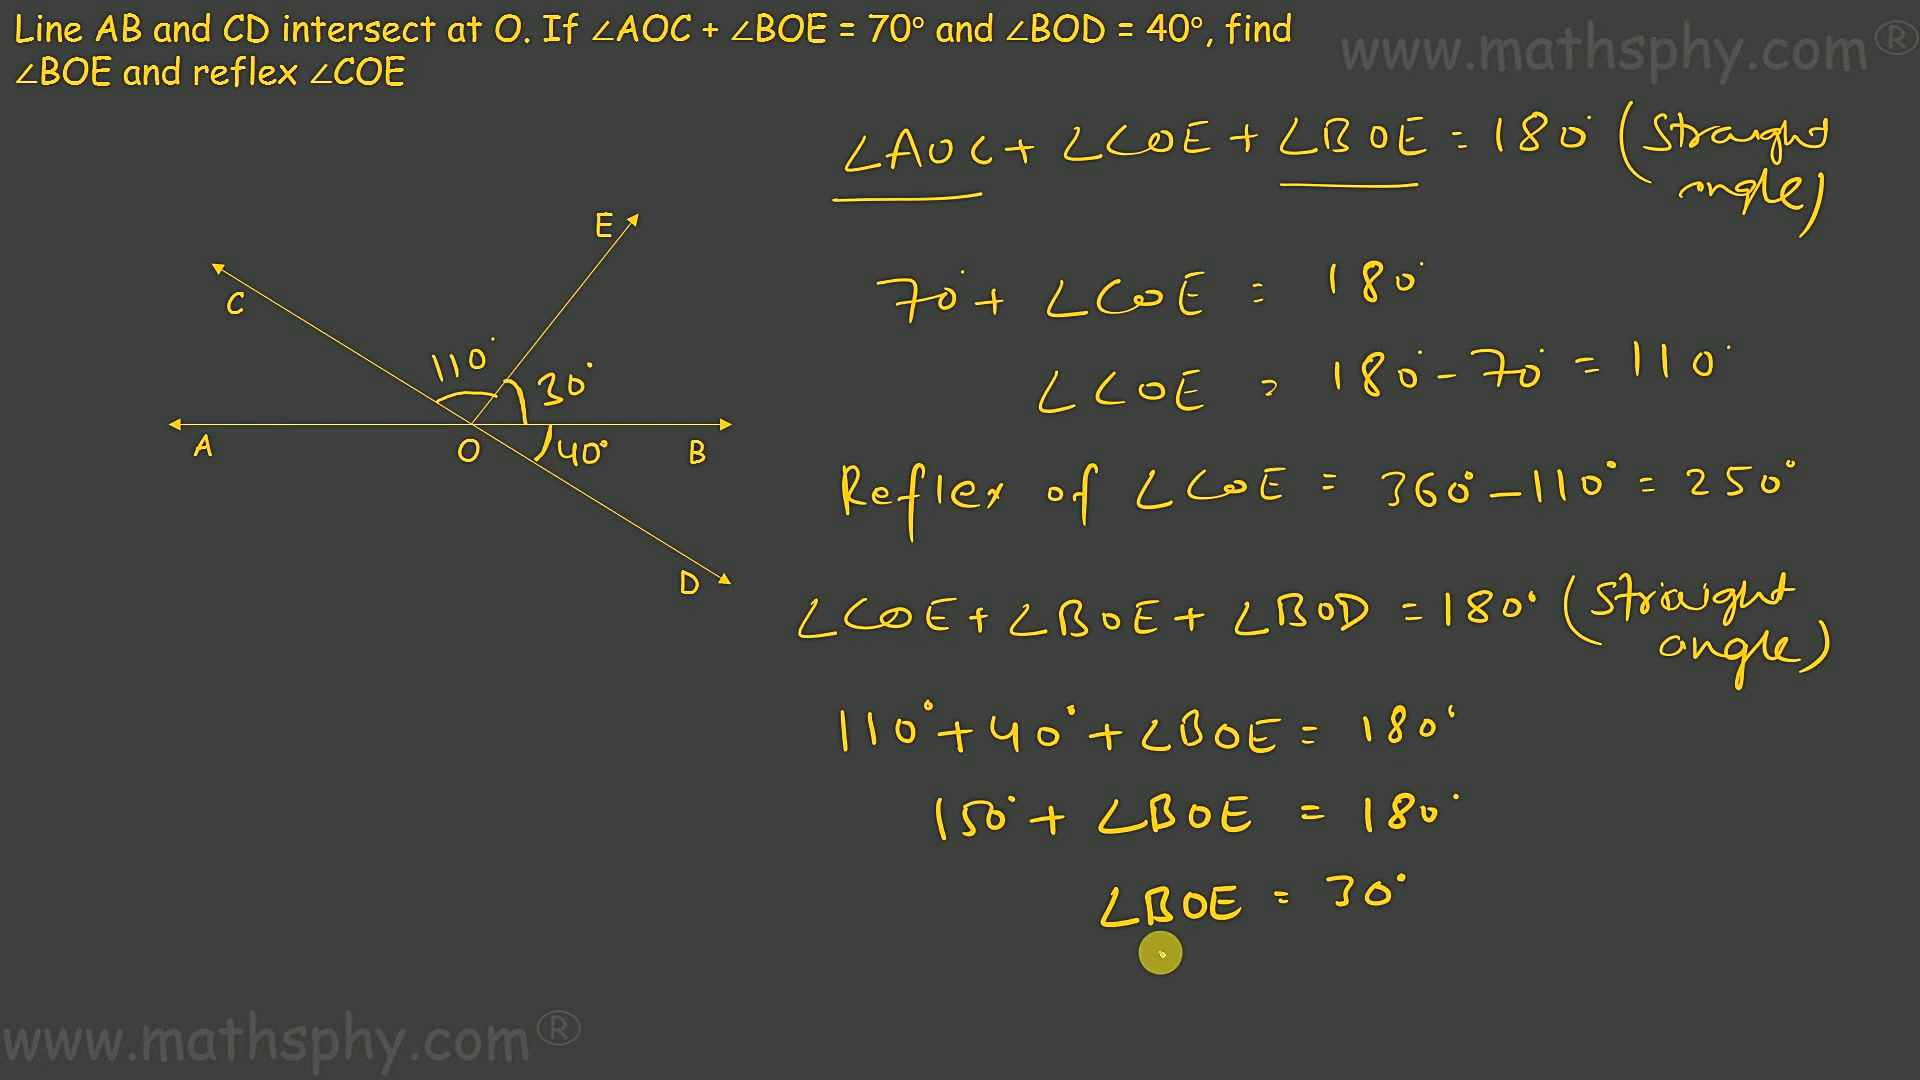 Line AB and CD intersect at O. If ∠AOC + ∠BOE = 70° and ∠BOD = 40°, find
∠BOE and reflex ∠COE
www.mathsphy.com®
∠AOC + ∠COE + ∠BOE = 180° (Straight
angle)
70° + ∠COE = 180°
∠COE = 180° - 70° = 110°
Reflex of ∠COE = 360° - 110° = 250°
∠COE + ∠BOE + ∠BOD = 180° (Straight
angle)
110° + 40° + ∠BOE = 180°
150° + ∠BOE = 180°
∠BOE = 30°
E
C
110°
30°
A
O
40°
B
D
www.mathsphy.com®